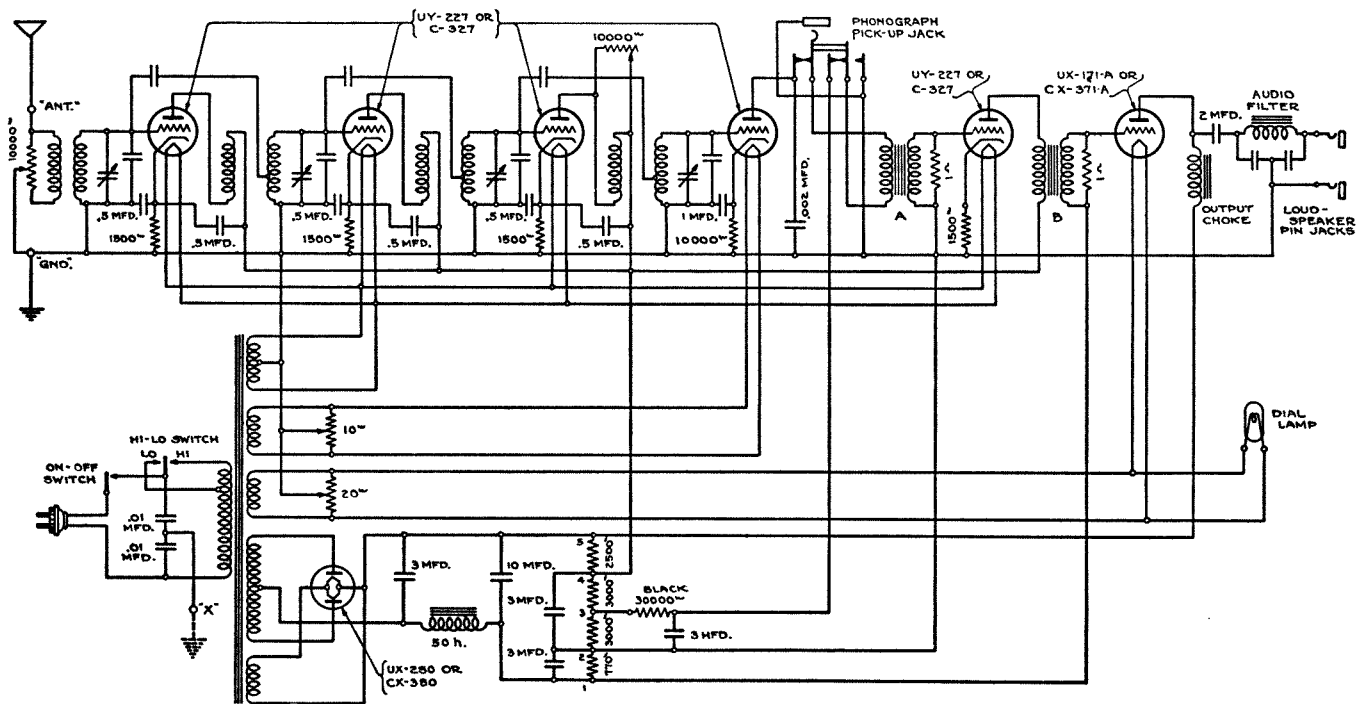 UY-227 OR
C-327
10000~
PHONOGRAPH
PICK-UP JACK
UY-227 OR
C-327
UX-171-A OR
CX-371-A
AUDIO
FILTER
2 MFD.
"ANT."
1000~
.5 MFD.
1500~
.5 MFD.
.5 MFD.
1500~
.5 MFD.
.5 MFD.
1500~
.5 MFD.
1 MFD.
10000~
.002 MFD.
A
1500~
B
OUTPUT
CHOKE
LOUD-
SPEAKER
PIN JACKS
"GND".
DIAL
LAMP
10~
20~
HI-LO SWITCH
LO HI
ON-OFF
SWITCH
.01
MFD.
.01
MFD.
"X"
3 MFD.
10 MFD.
50 h.
3 MFD.
3 MFD.
5
2500~
4
3000~
3
3000~
2
770~
1
BLACK
30000~
3 MFD.
UX-280 OR
CX-380